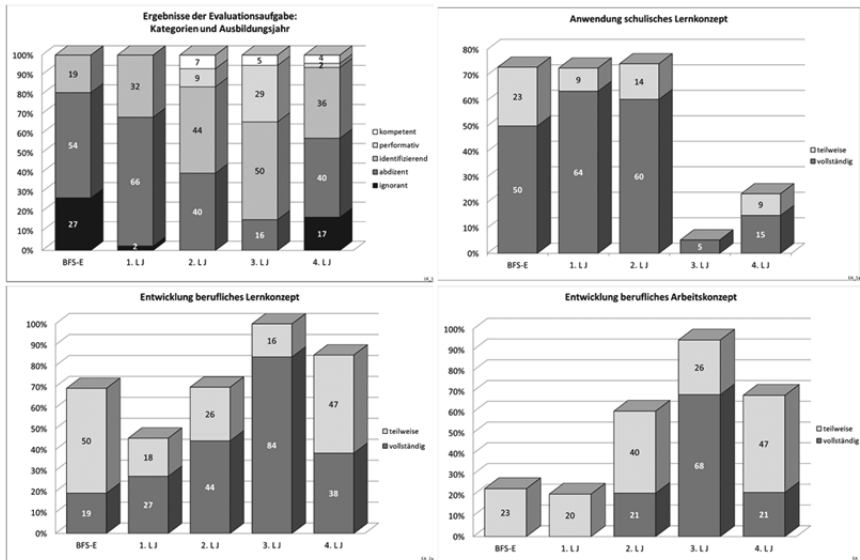 Ergebnisse der Evaluationsaufgabe:
Kategorien und Ausbildungsjahr
100%
90%
80%
70%
60%
50%
40%
30%
20%
10%
0%
19
54
27
32
66
2
7
9
44
40
5
29
50
16
4
2
36
40
17
BFS-E
1. LJ
2. LJ
3. LJ
4. LJ
kompetent
performativ
identifizierend
abdizent
ignorant
Anwendung schulisches Lernkonzept
80%
70%
60%
50%
40%
30%
20%
10%
0%
23
50
9
64
14
60
5
9
15
BFS-E
1. LJ
2. LJ
3. LJ
4. LJ
teilweise
vollständig
Entwicklung berufliches Lernkonzept
100%
90%
80%
70%
60%
50%
40%
30%
20%
10%
0%
50
19
18
27
26
44
16
84
47
38
BFS-E
1. LJ
2. LJ
3. LJ
4. LJ
teilweise
vollständig
Entwicklung berufliches Arbeitskonzept
100%
90%
80%
70%
60%
50%
40%
30%
20%
10%
0%
23
20
40
21
26
68
47
21
BFS-E
1. LJ
2. LJ
3. LJ
4. LJ
teilweise
vollständig